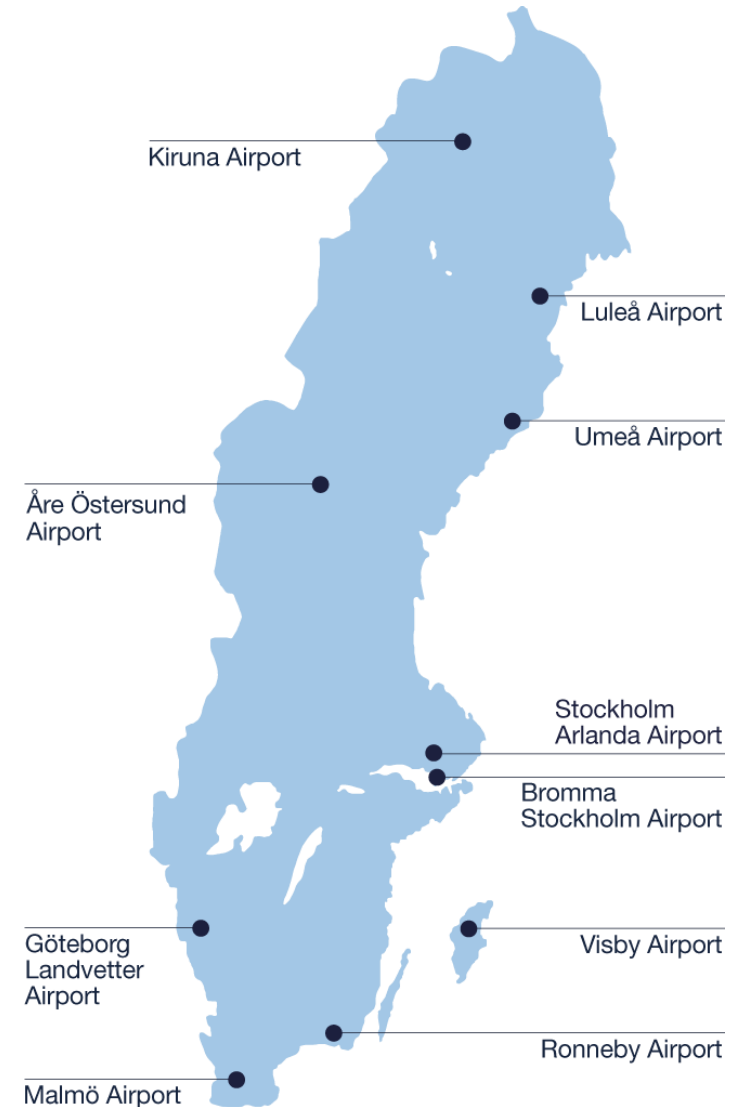 Kiruna Airport
Luleå Airport
Umeå Airport
Åre Östersund
Airport
Stockholm
Arlanda Airport
Bromma
Stockholm Airport
Göteborg
Landvetter
Airport
Visby Airport
Ronneby Airport
Malmö Airport